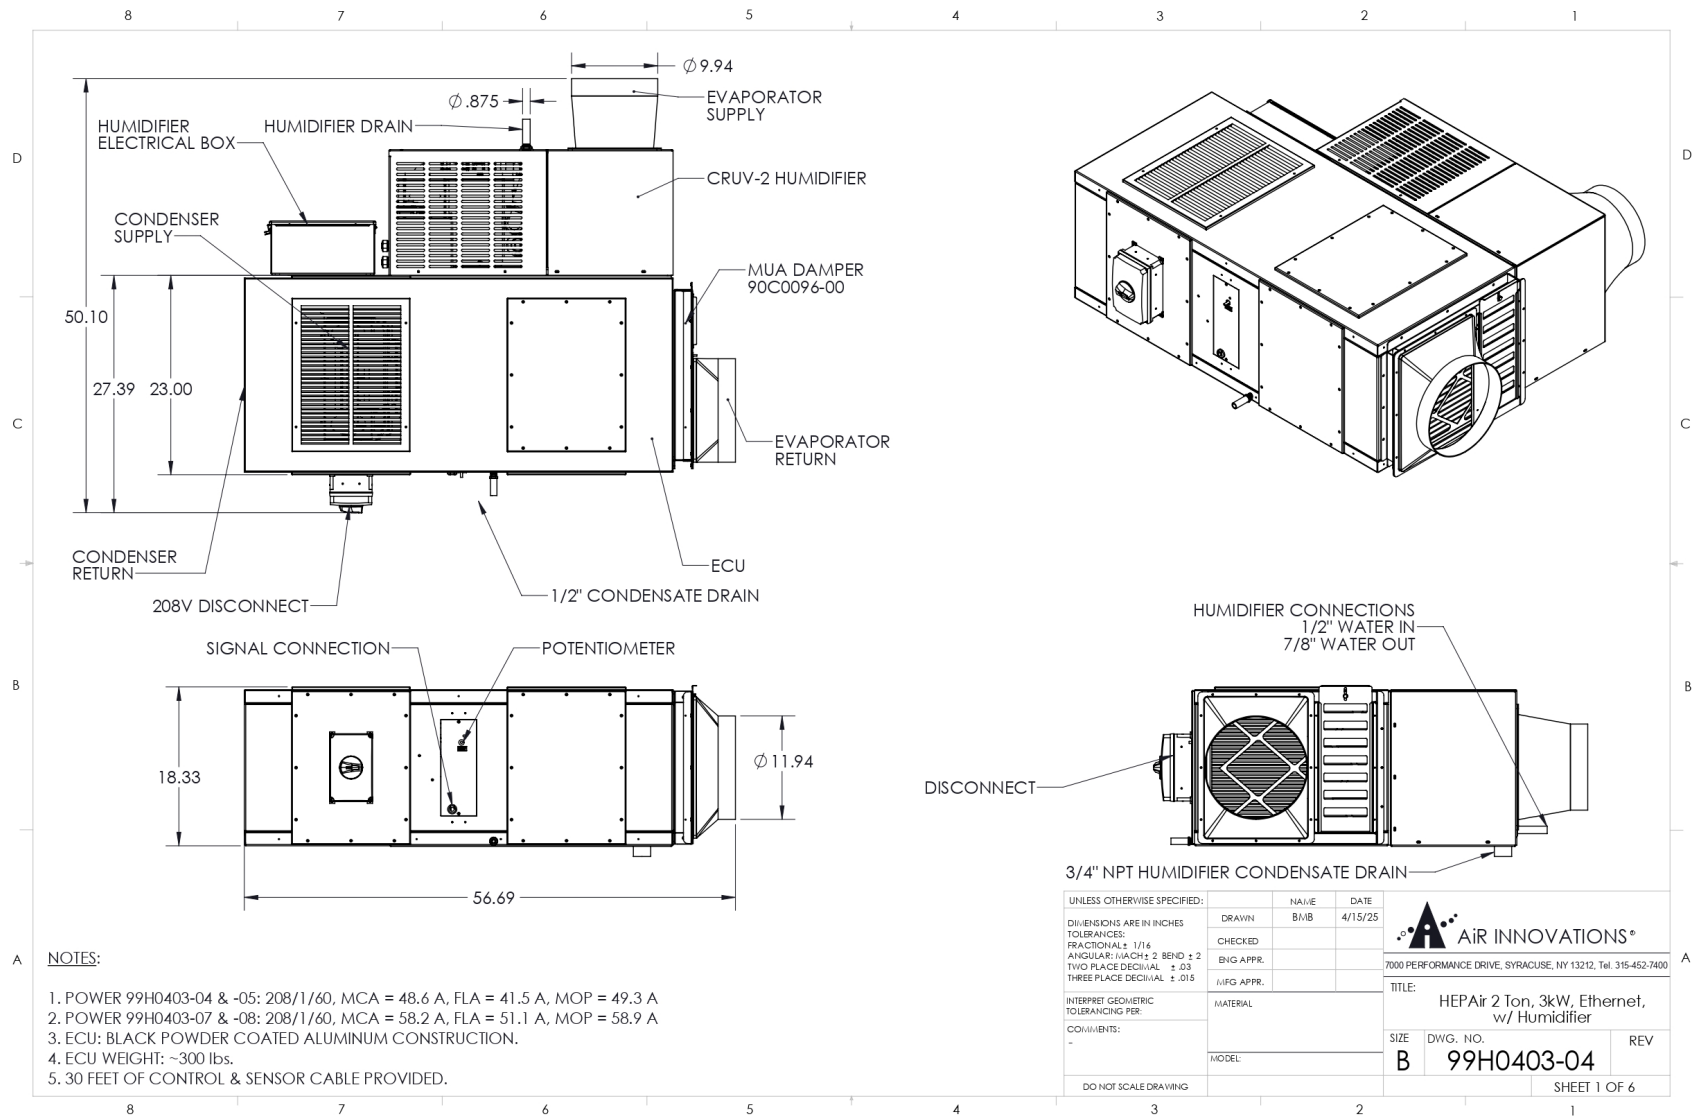 8 7 6 5 4 3 2 1
D
D
C
C
B
B
A
A
Ø9.94
Ø.875
EVAPORATOR
SUPPLY
HUMIDIFIER
ELECTRICAL BOX
HUMIDIFIER DRAIN
CRUV-2 HUMIDIFIER
CONDENSER
SUPPLY
MUA DAMPER
90C0096-00
50.10
27.39
23.00
EVAPORATOR
RETURN
CONDENSER
RETURN
ECU
208V DISCONNECT
1/2" CONDENSATE DRAIN
SIGNAL CONNECTION
POTENTIOMETER
18.33
Ø11.94
56.69
HUMIDIFIER CONNECTIONS
1/2" WATER IN
7/8" WATER OUT
DISCONNECT
3/4" NPT HUMIDIFIER CONDENSATE DRAIN
NOTES:
1. POWER 99H0403-04 & -05: 208/1/60, MCA = 48.6 A, FLA = 41.5 A, MOP = 49.3 A
2. POWER 99H0403-07 & -08: 208/1/60, MCA = 58.2 A, FLA = 51.1 A, MOP = 58.9 A
3. ECU: BLACK POWDER COATED ALUMINUM CONSTRUCTION.
4. ECU WEIGHT: ~300 lbs.
5. 30 FEET OF CONTROL & SENSOR CABLE PROVIDED.
UNLESS OTHERWISE SPECIFIED:
DIMENSIONS ARE IN INCHES
TOLERANCES:
FRACTIONAL± 1/16
ANGULAR: MACH± 2 BEND ± 2
TWO PLACE DECIMAL ± .03
THREE PLACE DECIMAL ± .015
INTERPRET GEOMETRIC
TOLERANCING PER:
COMMENTS:
-
DO NOT SCALE DRAWING
NAME DATE
DRAWN BMB 4/15/25
CHECKED
ENG APPR.
MFG APPR.
MATERIAL
MODEL:
AiR INNOVATIONS®
7000 PERFORMANCE DRIVE, SYRACUSE, NY 13212, Tel. 315-452-7400
TITLE:
HEPAir 2 Ton, 3kW, Ethernet,
w/ Humidifier
SIZE DWG. NO. REV
B 99H0403-04
SHEET 1 OF 6
8 7 6 5 4 3 2 1